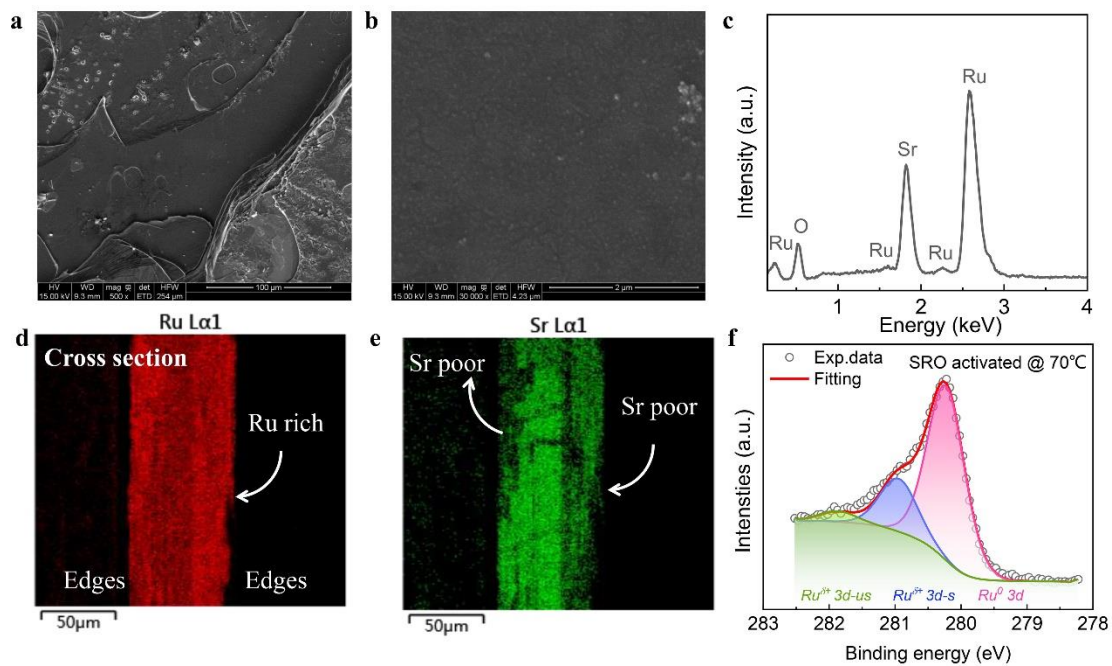 a
HV
WD
mag
det
HFW
100 µm
15.00 kV
9.3 mm
500 x
ETD
254 µm
b
HV
WD
mag
det
HFW
2 µm
15.00 kV
9.3 mm
30 000 x
ETD
4.23 µm
c
Intensity (a.u.)
Ru
O
Ru
Sr
Ru
Ru
1
2
3
4
Energy (keV)
d
Ru Lα1
Cross section
Ru rich
Edges
Edges
50µm
e
Sr Lα1
Sr poor
Sr poor
50µm
f
Exp.data
Fitting
SRO activated @ 70℃
Intensties (a.u.)
Ruδ+ 3d-us
Ruδ+ 3d-s
Ru0 3d
283
282
281
280
279
278
Binding energy (eV)